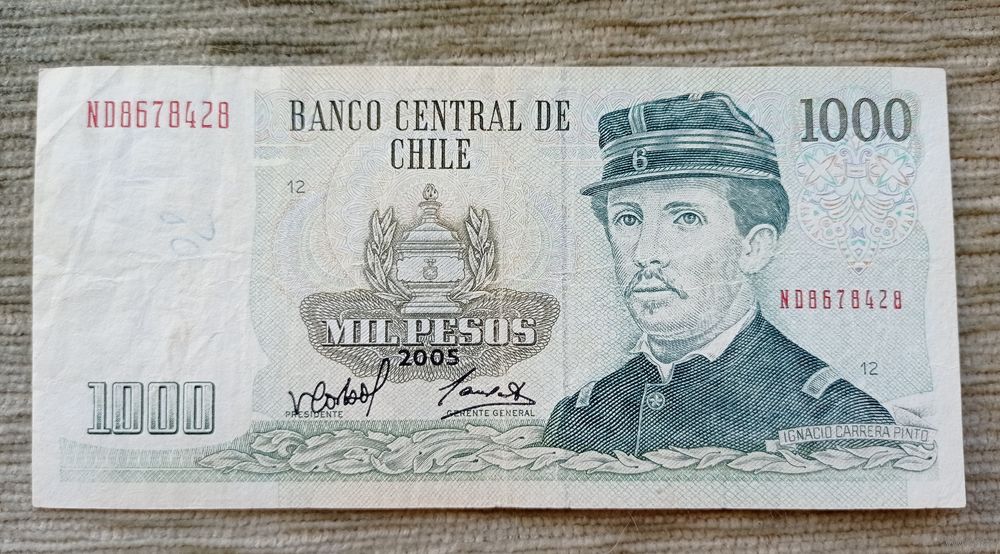 ND8678428
BANCO CENTRAL DE
CHILE
1000
12
6
MIL PESOS
2005
ND8678428
12
PRESIDENTE
GERENTE GENERAL
1000
IGNACIO CARRERA PINTO